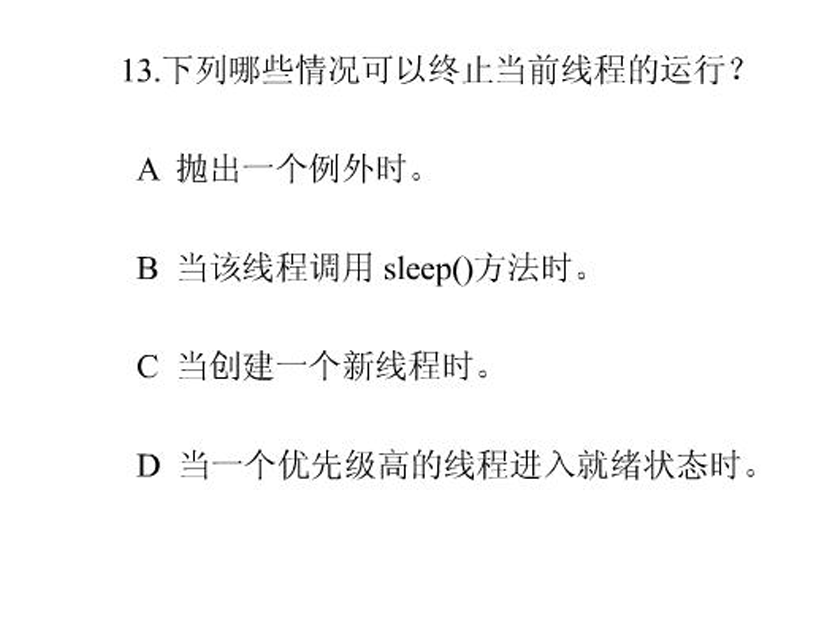 13.下列哪些情况可以终止当前线程的运行？
A 抛出一个例外时。
B 当该线程调用 sleep()方法时。
C 当创建一个新线程时。
D 当一个优先级高的线程进入就绪状态时。